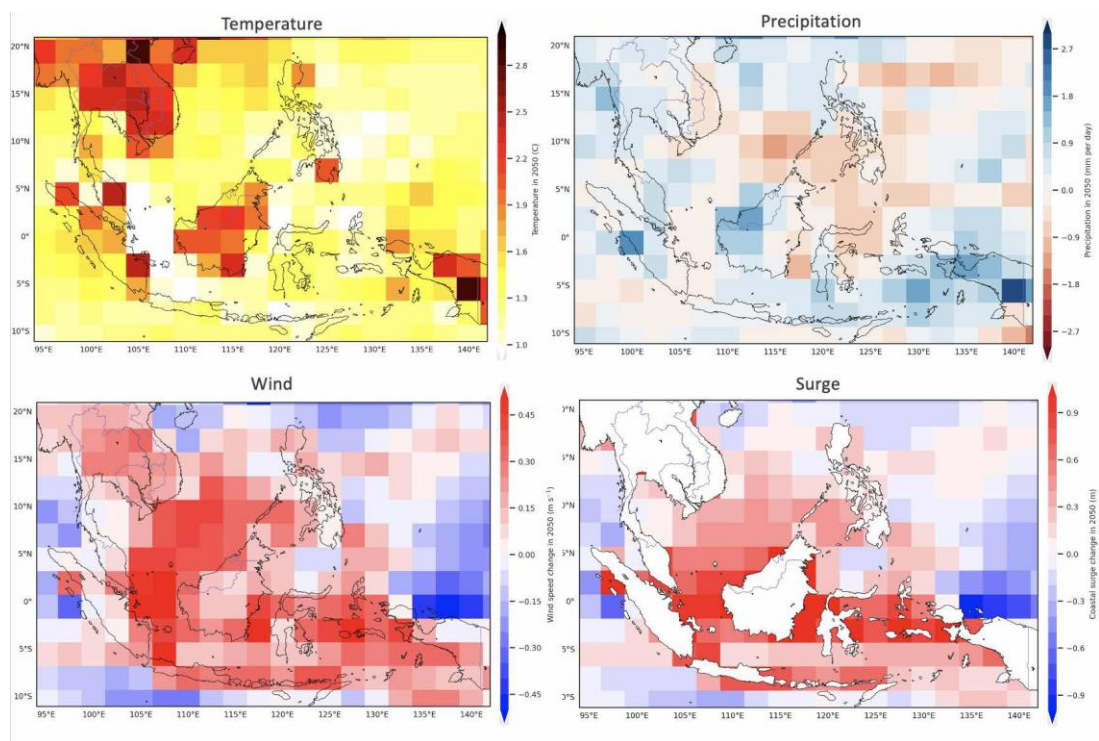 Temperature
20°N
15°N
10°N
5°N
0°
5°S
10°S
95°E 100°E 105°E 110°E 115°E 120°E 125°E 130°E 135°E 140°E
2.8
2.5
2.2
1.9
1.6
1.3
1.0
Temperature in 2050 (C)
Precipitation
20°N
15°N
10°N
5°N
0°
5°S
10°S
95°E 100°E 105°E 110°E 115°E 120°E 125°E 130°E 135°E 140°E
2.7
1.8
0.9
0.0
−0.9
−1.8
−2.7
Precipitation in 2050 (mm per day)
Wind
20°N
15°N
10°N
5°N
0°
5°S
10°S
95°E 100°E 105°E 110°E 115°E 120°E 125°E 130°E 135°E 140°E
0.45
0.30
0.15
0.00
−0.15
−0.30
−0.45
Wind speed change in 2050 (m s⁻¹)
Surge
0°N
5°N
0°N
5°N
0°
5°S
0°S
95°E 100°E 105°E 110°E 115°E 120°E 125°E 130°E 135°E 140°E
0.9
0.6
0.3
0.0
−0.3
−0.6
−0.9
Coastal surge change in 2050 (m)